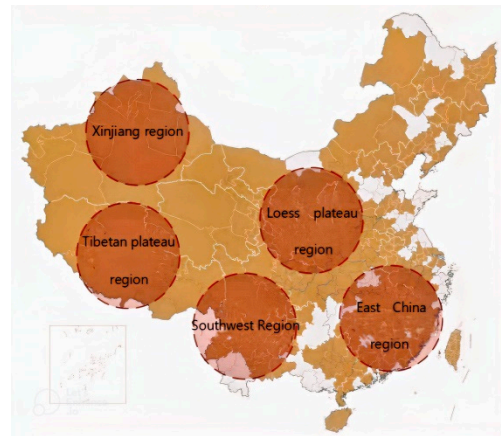 Xinjiang region
Loess plateau
region
Tibetan plateau
region
Southwest Region
East China
region